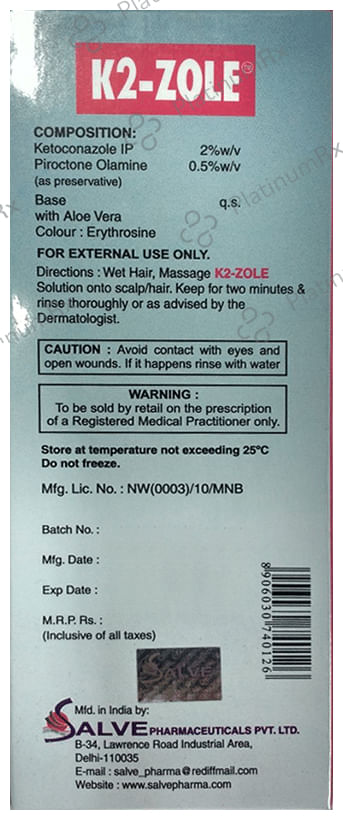 K2-ZOLE™
COMPOSITION:
Ketoconazole IP 2%w/v
Piroctone Olamine 0.5%w/v
(as preservative)
Base q.s.
with Aloe Vera
Colour : Erythrosine
FOR EXTERNAL USE ONLY.
Directions : Wet Hair, Massage K2-ZOLE
Solution onto scalp/hair. Keep for two minutes &
rinse thoroughly or as advised by the
Dermatologist.
CAUTION : Avoid contact with eyes and
open wounds. If it happens rinse with water
WARNING :
To be sold by retail on the prescription
of a Registered Medical Practitioner only.
Store at temperature not exceeding 25°C
Do not freeze.
Mfg. Lic. No. : NW(0003)/10/MNB
Batch No. :
Mfg. Date :
Exp Date :
M.R.P. Rs. :
(Inclusive of all taxes)
8906030740126
SALVE
Mfd. in India by:
SALVE PHARMACEUTICALS PVT. LTD.
B-34, Lawrence Road Industrial Area,
Delhi-110035
E-mail : salve_pharma@rediffmail.com
Website : www.salvepharma.com
PlatinumRx